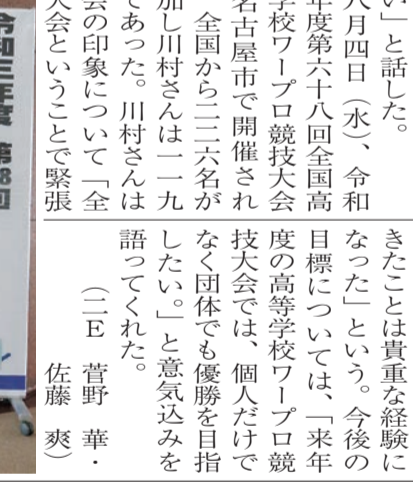 い」と話した。
八月四日（水）、令和
年度第六十八回全国高
学校ワープロ競技大会
名古屋市で開催され
全国から二二六名が
加し川村さんは一一九
であった。川村さんは
会の印象について「全
大会ということで緊張
きたことは貴重な経験に
なった」という。今後の
目標については、「来年
度の高等学校ワープロ競
技大会では、個人だけで
なく団体でも優勝を目指
したい。」と意気込みを
語ってくれた。
（二Ｅ　菅野　華・
佐藤　爽）
令和三年度　第68回